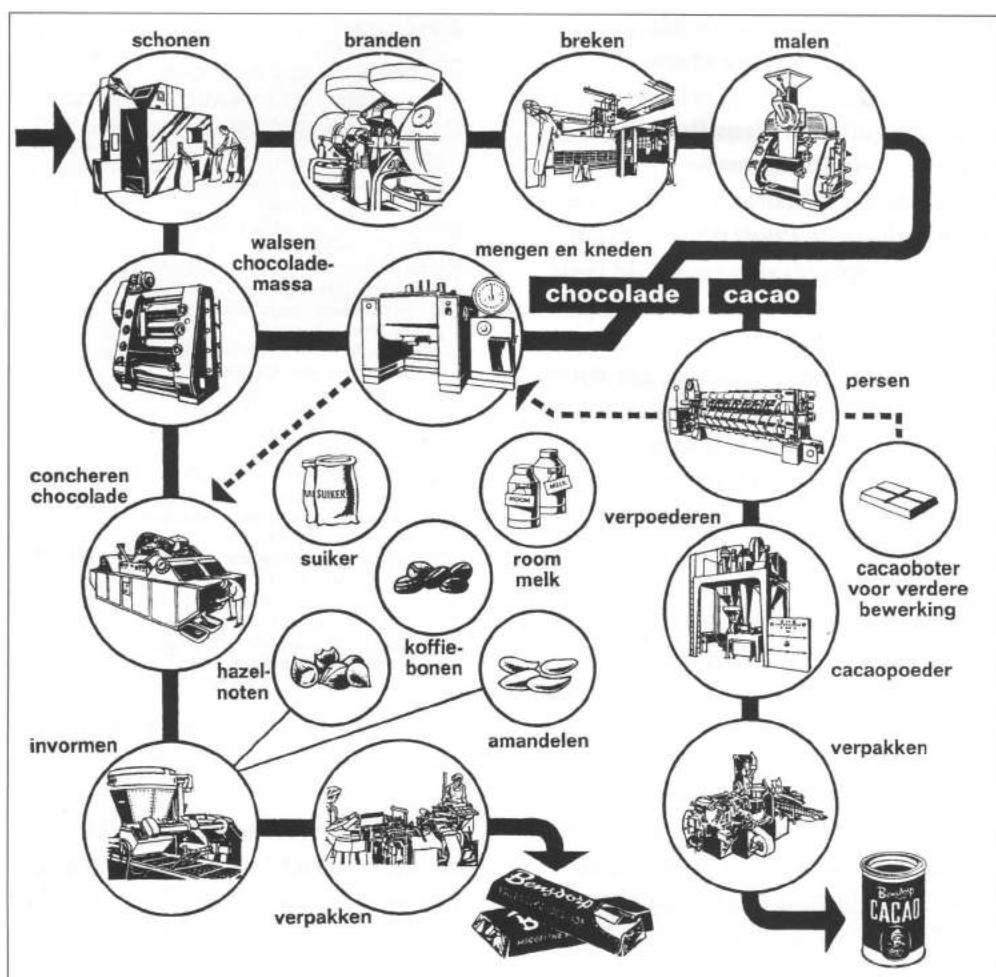 schonen
branden
breken
malen
walsen
chocolade-
massa
mengen en kneden
chocolade
cacao
persen
concheren
chocolade
SUIKER
suiker
ROOM
MELK
room
melk
verpoederen
cacaoboter
voor verdere
bewerking
hazel-
noten
koffie-
bonen
amandelen
cacaopoeder
invormen
verpakken
verpakken
Bensdorp
Bensdorp
CACAO